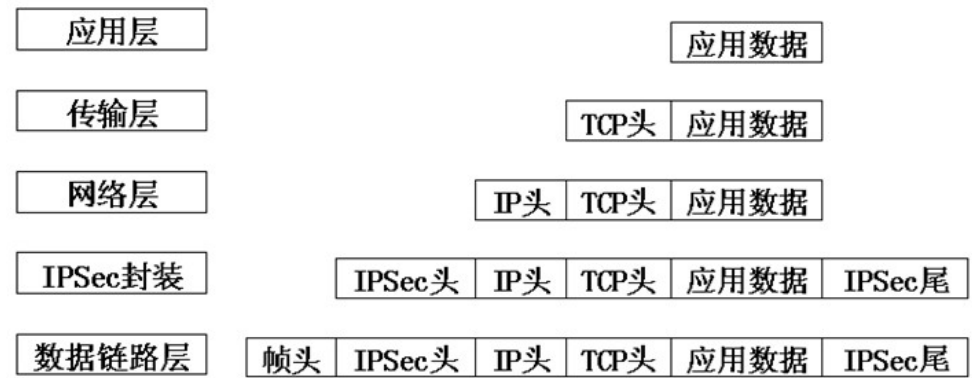 应用层 应用数据
传输层 TCP头 应用数据
网络层 IP头 TCP头 应用数据
IPSec封装 IPSec头 IP头 TCP头 应用数据 IPSec尾
数据链路层 帧头 IPSec头 IP头 TCP头 应用数据 IPSec尾